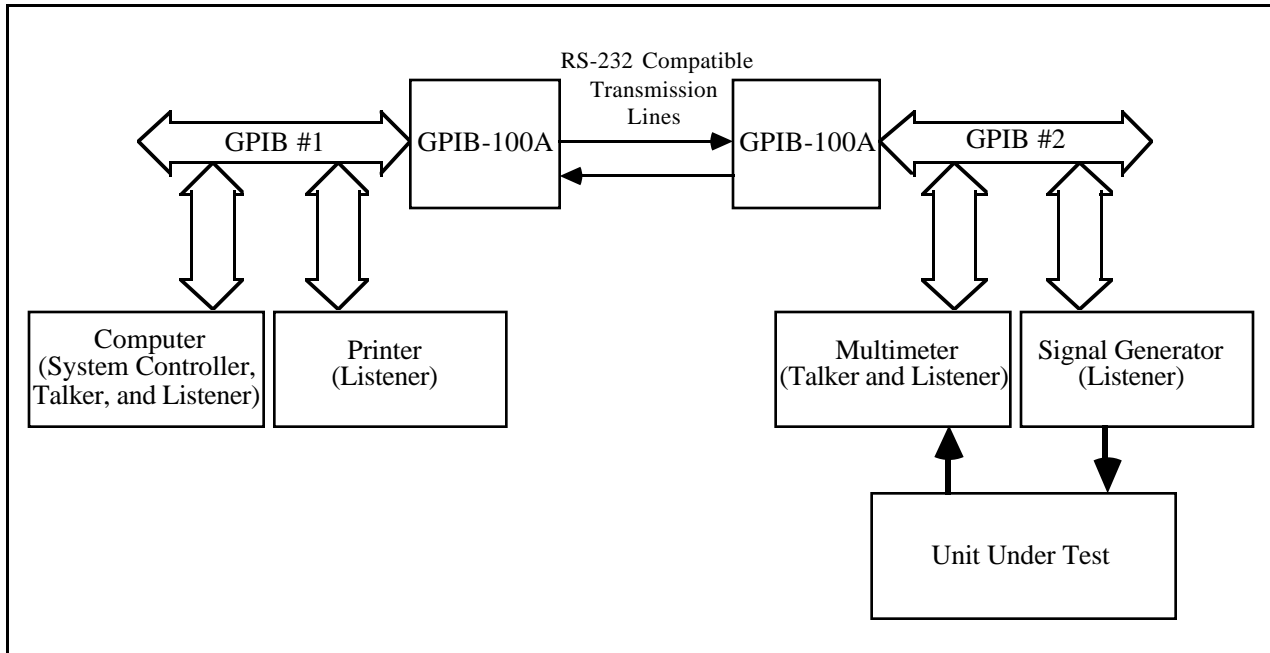 RS-232 Compatible
Transmission
Lines
GPIB #1
GPIB-100A
GPIB-100A
GPIB #2
Computer
(System Controller,
Talker, and Listener)
Printer
(Listener)
Multimeter
(Talker and Listener)
Signal Generator
(Listener)
Unit Under Test